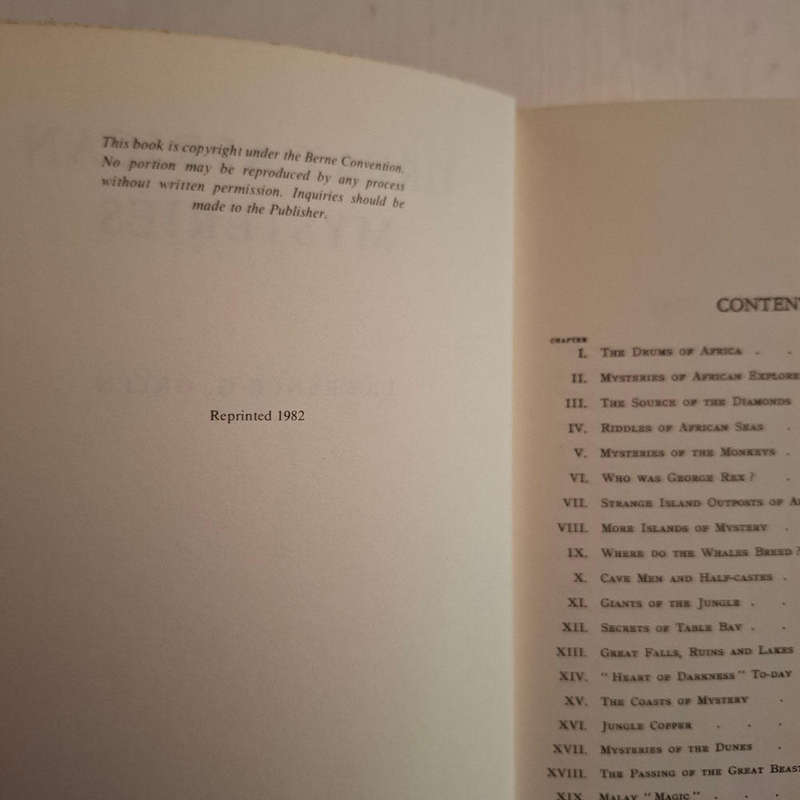 This book is copyright under the Berne Convention.
No portion may be reproduced by any process
without written permission. Inquiries should be
made to the Publisher.
Reprinted 1982
CHAPTER
I. THE DRUMS OF AFRICA . .
II. MYSTERIES OF AFRICAN
III. THE SOURCE OF THE DIAMONDS
IV. RIDDLES OF AFRICAN SEAS .
V. MYSTERIES OF THE MONKEYS .
VI. WHO WAS GEORGE REX ? .
VII. STRANGE ISLAND OUTPOSTS OF
VIII. MORE ISLANDS OF MYSTERY .
IX. WHERE DO THE WHALES BREED ?
X. CAVE MEN AND HALF-CASTES .
XI. GIANTS OF THE JUNGLE . .
XII. SECRETS OF TABLE BAY . .
XIII. GREAT FALLS, RUINS AND LAKES
XIV. "HEART OF DARKNESS" TO-DAY
XV. THE COASTS OF MYSTERY .
XVI. JUNGLE COPPER . . .
XVII. MYSTERIES OF THE DUNES .
XVIII. THE PASSING OF THE GREAT
XIX. MALAY "MAGIC" . . .